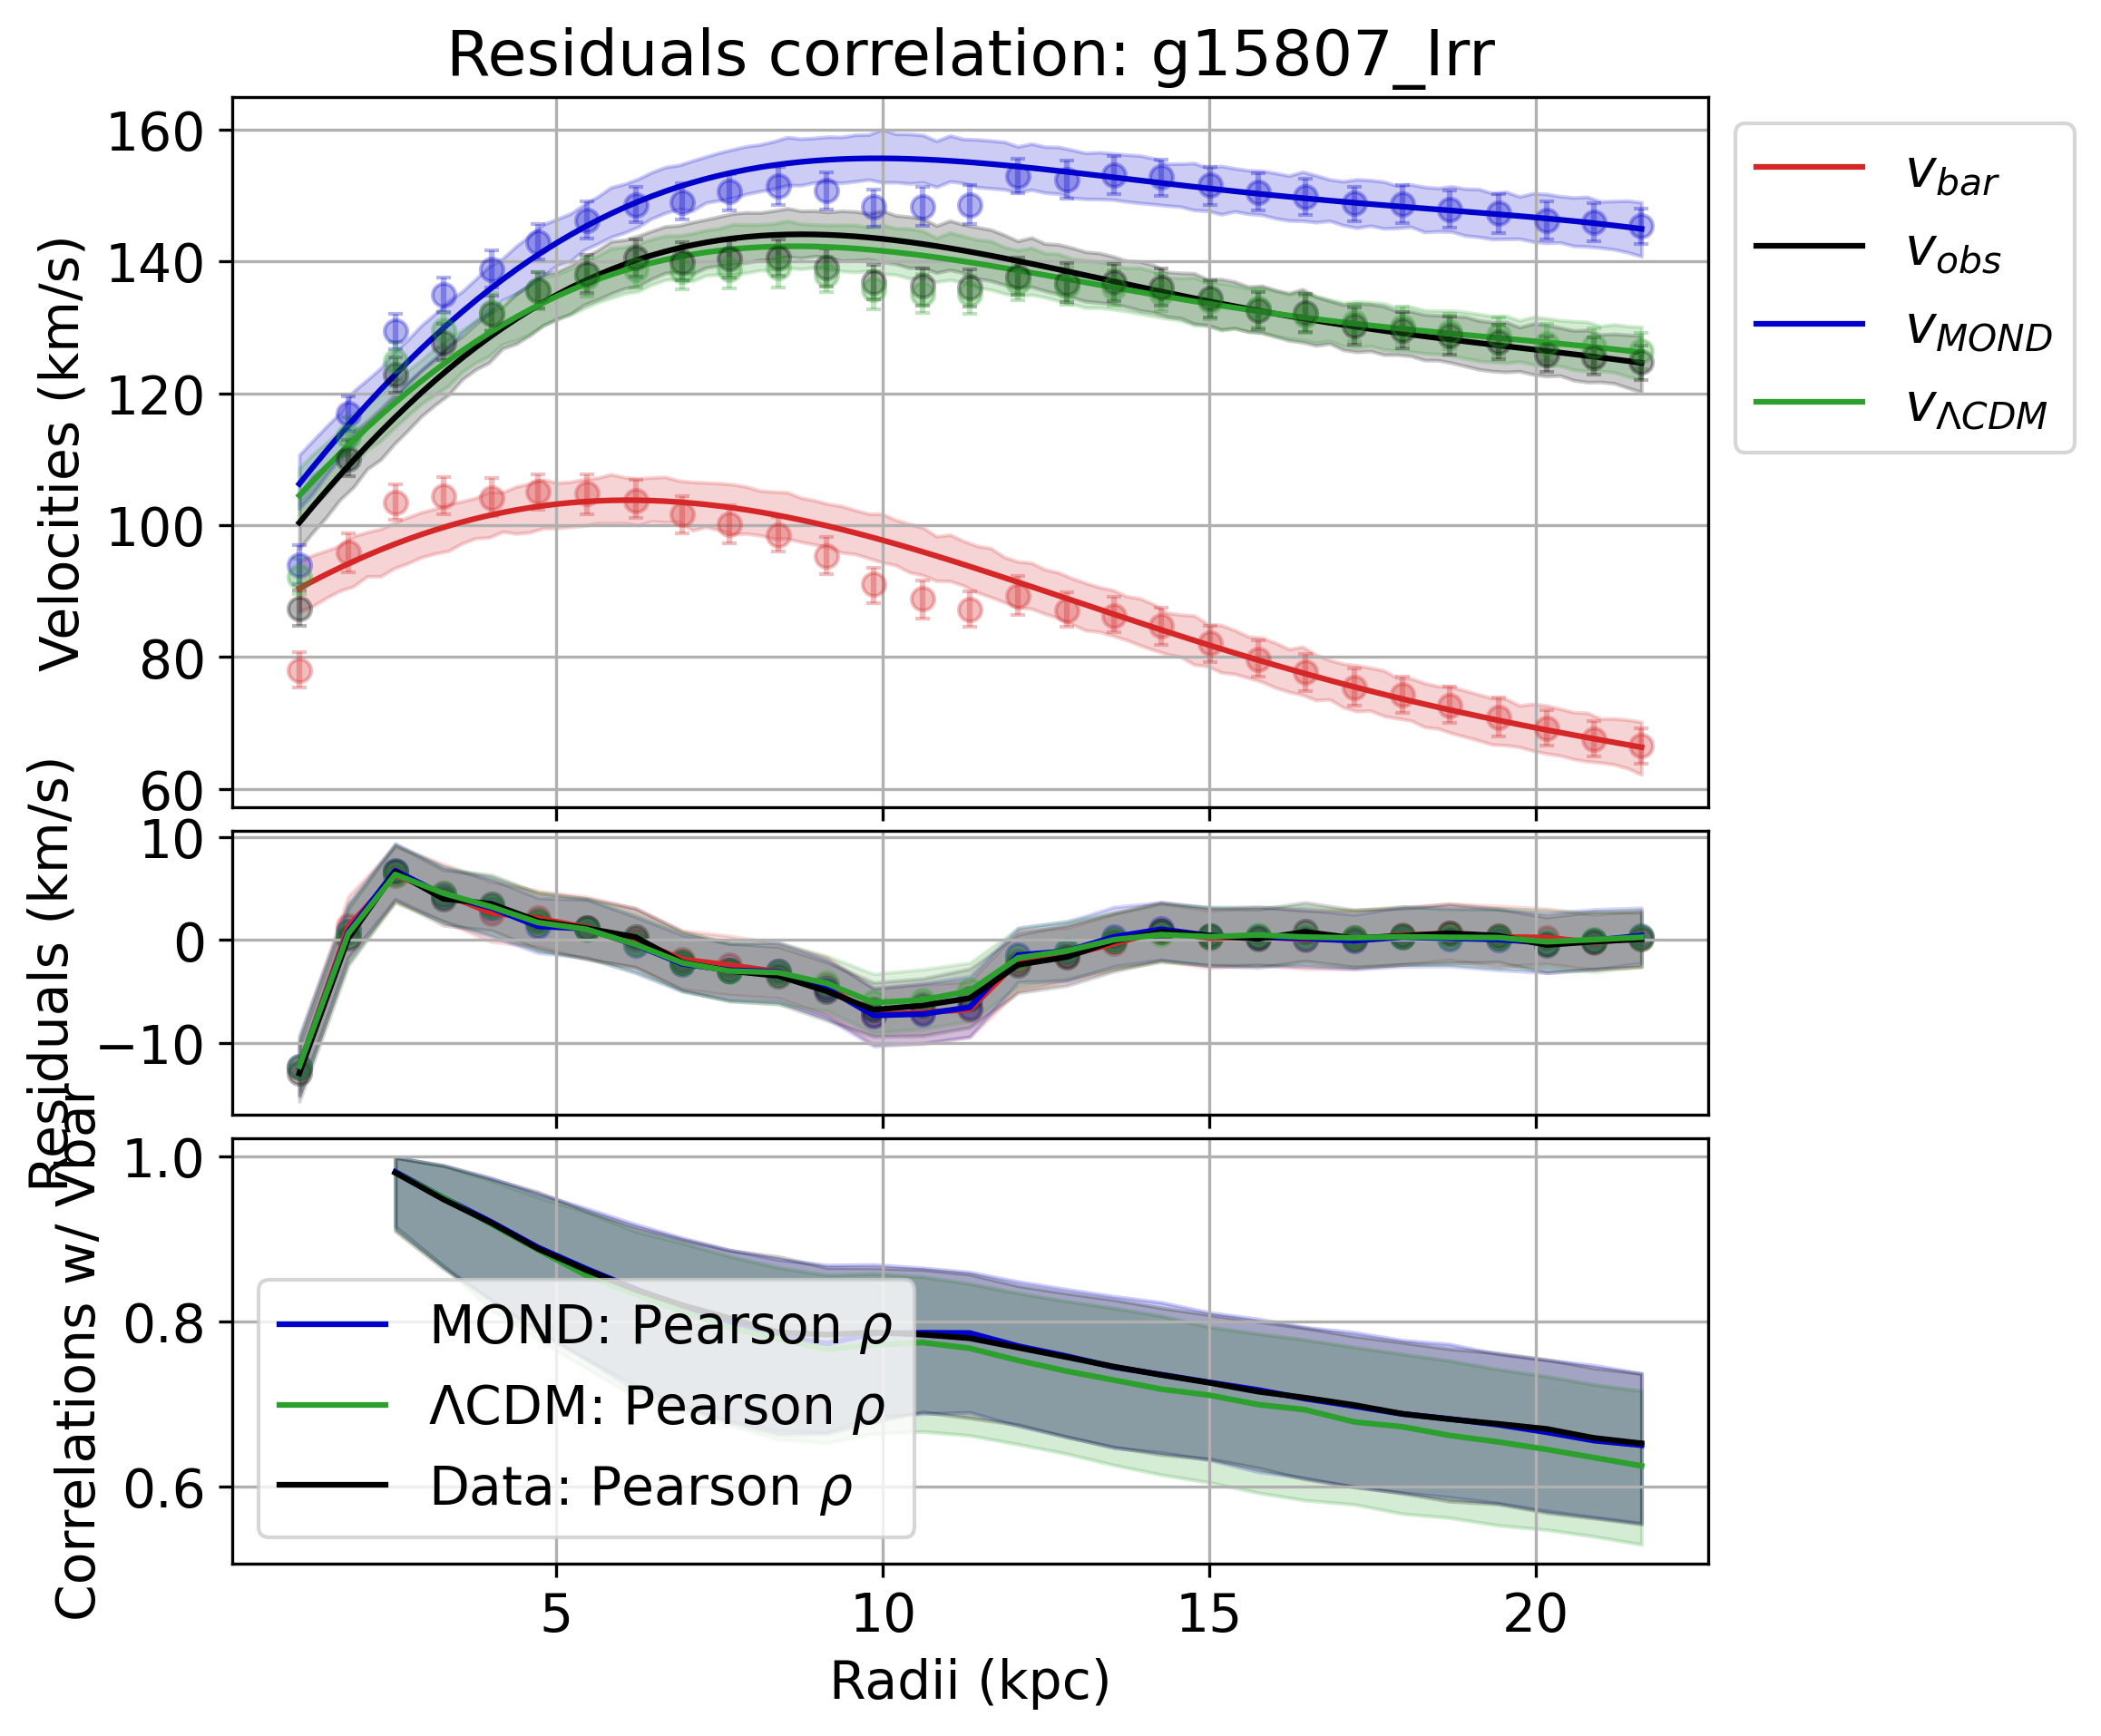 Residuals correlation: g15807_Irr
160
140
120
100
80
60
Velocities (km/s)
v_bar
v_obs
v_MOND
v_ΛCDM
10
0
−10
Residuals (km/s)
1.0
0.8
0.6
Correlations w/ Vbar
MOND: Pearson ρ
ΛCDM: Pearson ρ
Data: Pearson ρ
5 10 15 20
Radii (kpc)